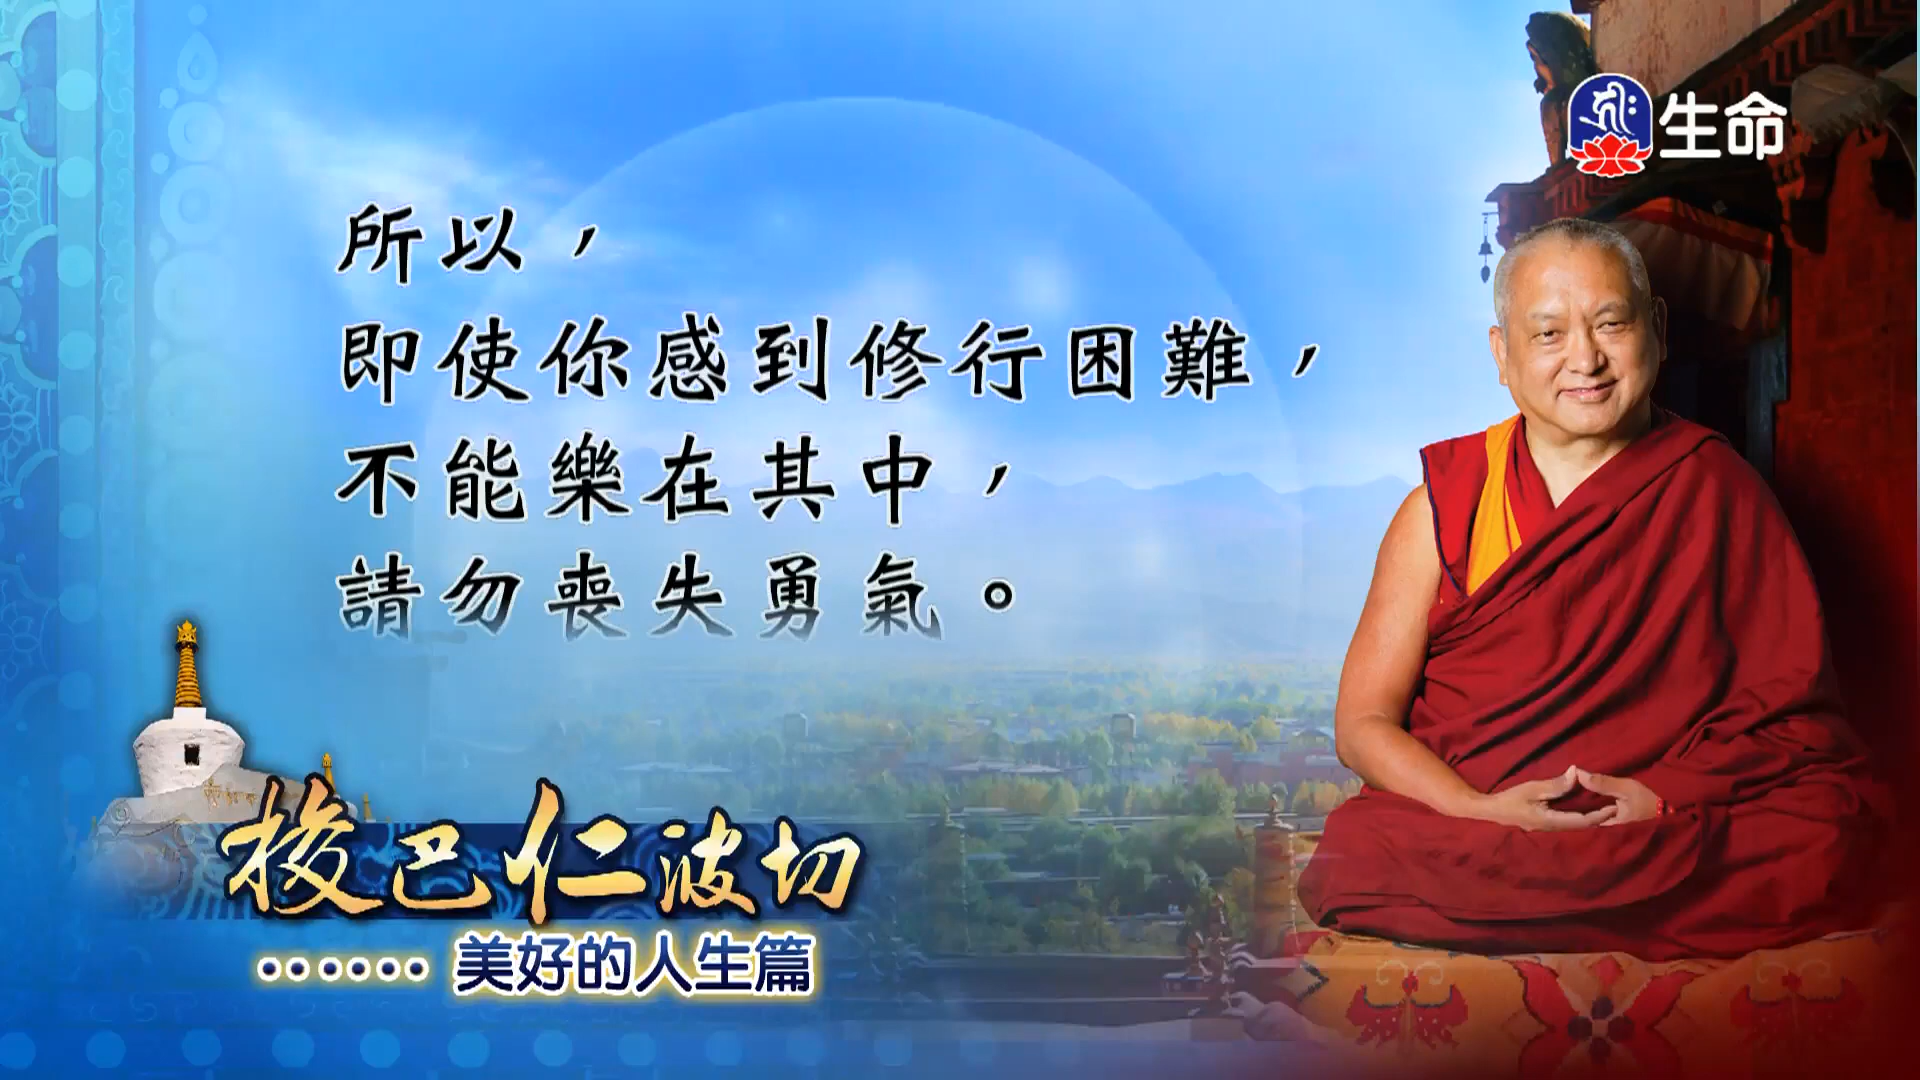 生命
所以，
即使你感到修行困難，
不能樂在其中，
請勿喪失勇氣。
梭巴仁波切
……美好的人生篇